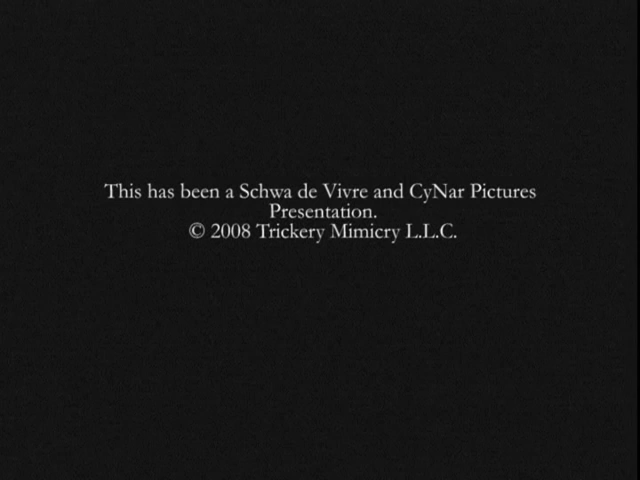 This has been a Schwa de Vivre and CyNar Pictures
Presentation.
© 2008 Trickery Mimicry L.L.C.